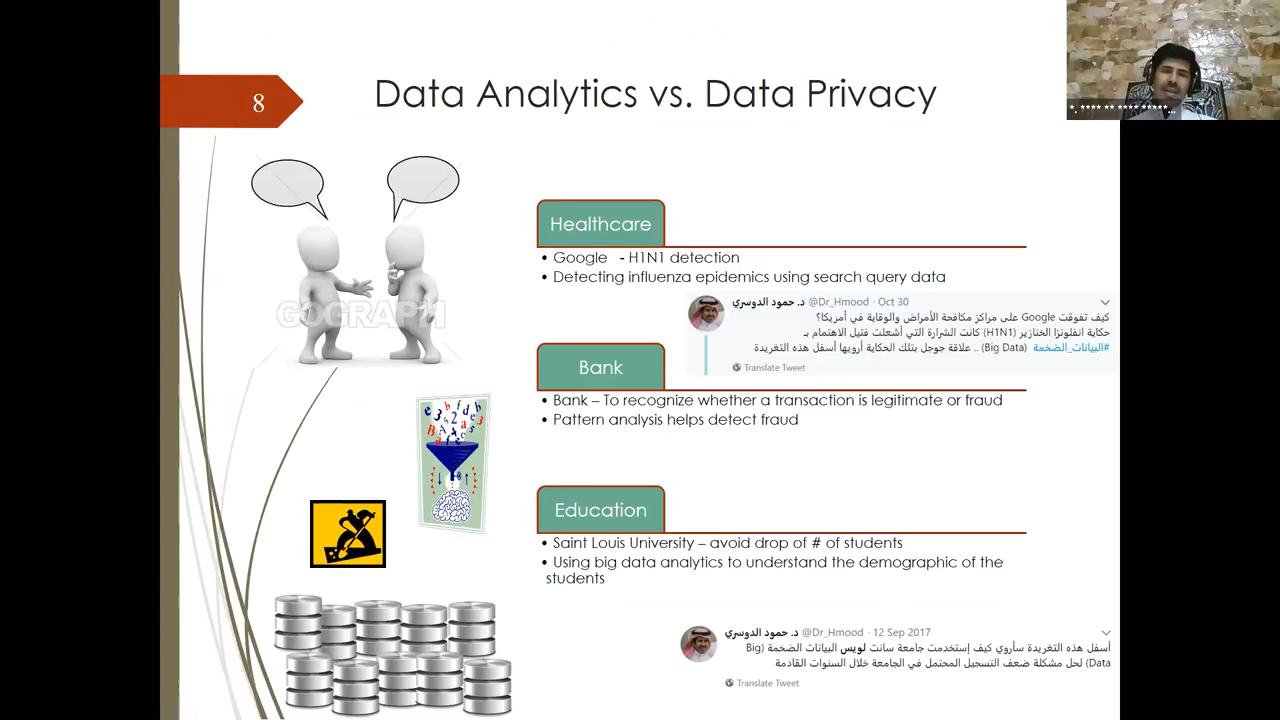 8
Data Analytics vs. Data Privacy
*. **** ** **** *****...
GOGRAPH
Healthcare
• Google - H1N1 detection
• Detecting influenza epidemics using search query data
د. حمود الدوسري @Dr_Hmood · Oct 30
كيف تفوقت Google على مراكز مكافحة الأمراض والوقاية في أمريكا؟
حكاية انفلونزا الخنازير (H1N1) كانت الشرارة التي أشعلت فتيل الاهتمام بـ
#البيانات_الضخمة (Big Data) .. علاقة جوجل بتلك الحكاية أرويها أسفل هذه التغريدة
Translate Tweet
Bank
• Bank – To recognize whether a transaction is legitimate or fraud
• Pattern analysis helps detect fraud
Education
• Saint Louis University – avoid drop of # of students
• Using big data analytics to understand the demographic of the
students
د. حمود الدوسري @Dr_Hmood · 12 Sep 2017
أسفل هذه التغريدة سأروي كيف إستخدمت جامعة سانت لويس البيانات الضخمة (Big
Data) لحل مشكلة ضعف التسجيل المحتمل في الجامعة خلال السنوات القادمة
Translate Tweet